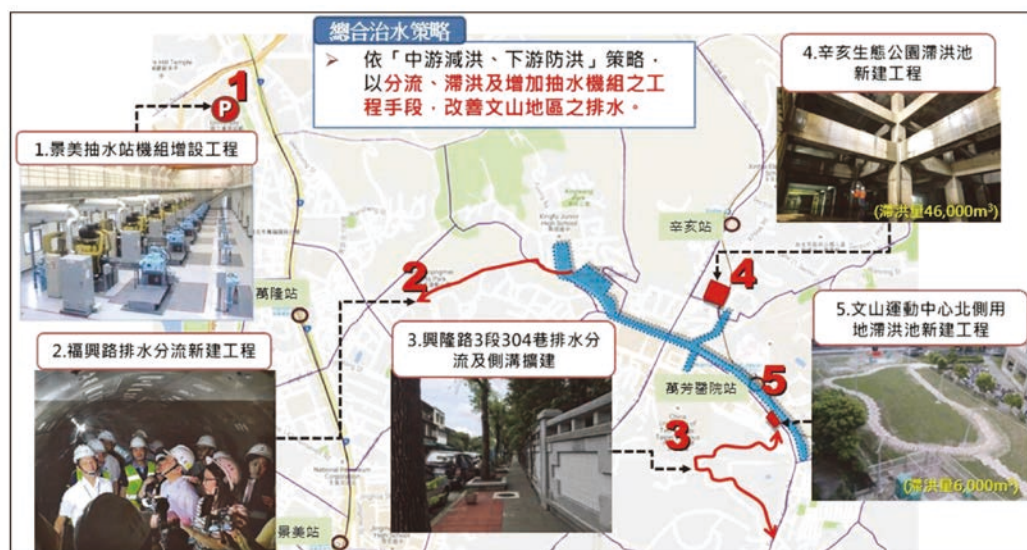 總合治水策略
➢ 依「中游減洪、下游防洪」策略，
以分流、滯洪及增加抽水機組之工
程手段，改善文山地區之排水。
4.辛亥生態公園滯洪池
新建工程
(滯洪量46,000m³)
1
P
1.景美抽水站機組增設工程
辛亥站
4
2
萬隆站
2.福興路排水分流新建工程
3.興隆路3段304巷排水分
流及側溝擴建
5.文山運動中心北側用
地滯洪池新建工程
5
萬芳醫院站
3
(滯洪量6,000m³)
景美站